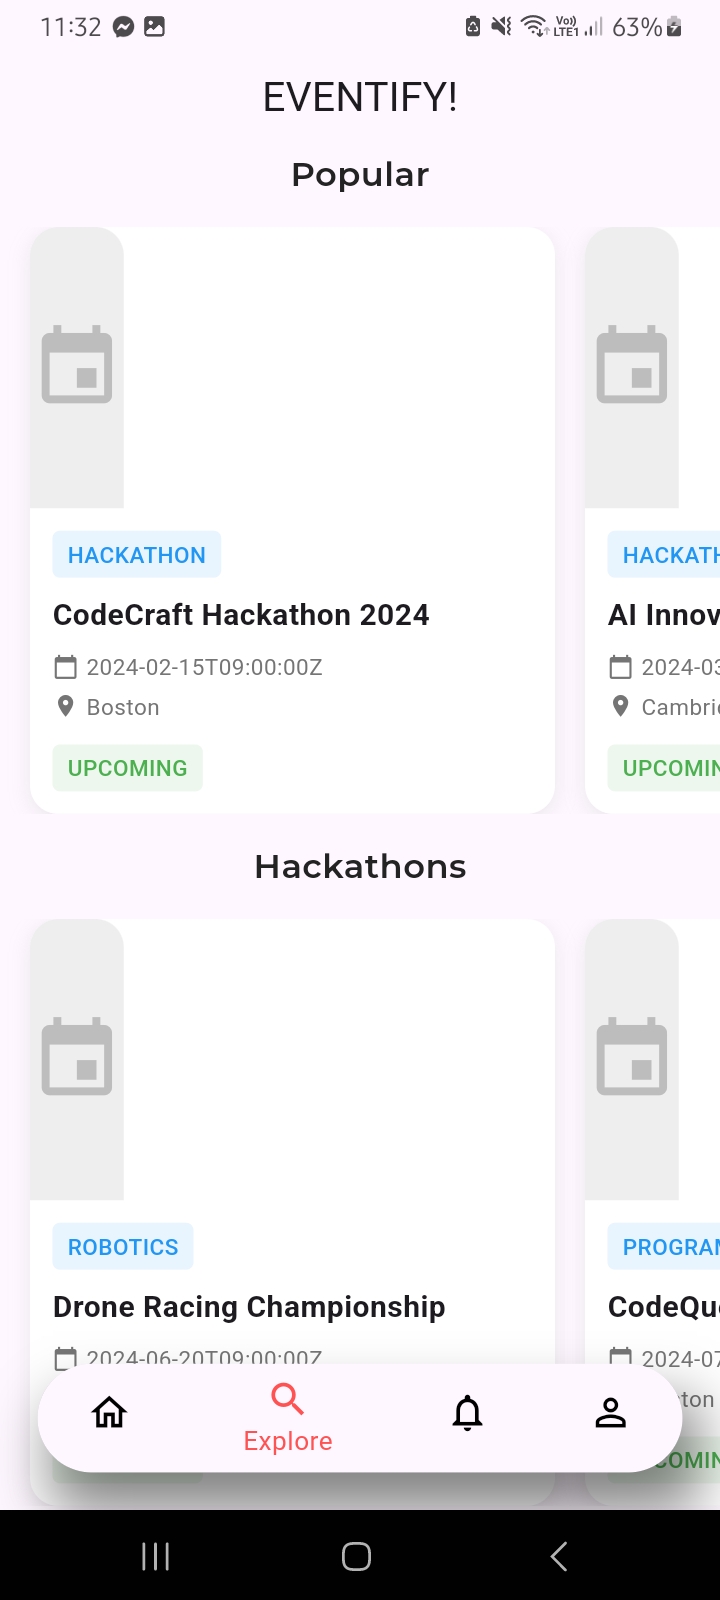 11:32 Vo)) LTE1 63%
EVENTIFY!
Popular
HACKATHON
CodeCraft Hackathon 2024
2024-02-15T09:00:00Z
Boston
UPCOMING
HACKATH
AI Innov
2024-03
Cambri
UPCOMIN
Hackathons
ROBOTICS
Drone Racing Championship
2024-06-20T09:00:00Z
PROGRAM
CodeQu
2024-07
ton
COMIN
Explore